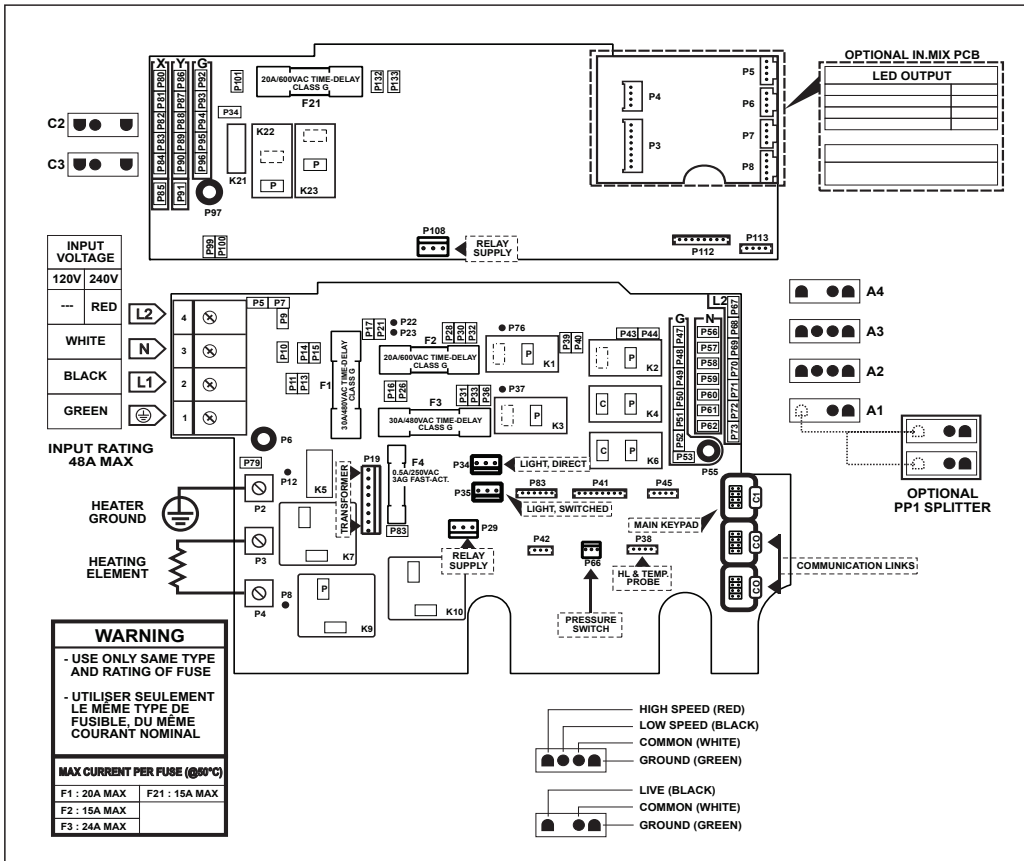 X Y G
P80 P81 P82 P83 P84 P85
P86 P87 P88 P89 P90 P91
P92 P93 P94 P95 P96
P97
C2
C3
P101
20A/600VAC TIME-DELAY
CLASS G
F21
P132 P133
P34
K21
K22
P
K23
P
P99 P100
P108
RELAY
SUPPLY
P4
P3
P5
P6
P7
P8
P112
P113
OPTIONAL IN.MIX PCB
LED OUTPUT
INPUT
VOLTAGE
120V 240V
--- RED
L2
WHITE
N
BLACK
L1
GREEN
INPUT RATING
48A MAX
4
3
2
1
P5 P7
P9
P10
P14 P15
P11 P13
P6
P79
P12
F1
30A/480VAC TIME-DELAY
CLASS G
P17 P21
P22
P23
F2
P28 P30 P32
20A/600VAC TIME-DELAY
CLASS G
P16 P26
P31 P33 P36
F3
30A/480VAC TIME-DELAY
CLASS G
P76
P K1
P39 P40
P37
P
K3
P43 P44
P
K2
C P
K4
C P
K6
G N
L2
P47 P48 P49 P50 P51 P52
P53
P56
P57
P58
P59
P60
P61
P62
P67 P68 P69 P70 P71 P72 P73
P55
A4
A3
A2
A1
OPTIONAL
PP1 SPLITTER
HEATER
GROUND
P2
HEATING
ELEMENT
P3
P4
P8
K5
K7
P
K9
K10
TRANSFORMER
P19
F4
0.5A/250VAC
3AG FAST-ACT.
P83
P34
LIGHT, DIRECT
P35
LIGHT, SWITCHED
P29
RELAY
SUPPLY
P83
P41
P45
MAIN KEYPAD
P42
P66
P38
HL & TEMP.
PROBE
PRESSURE
SWITCH
C1
CO
CO
COMMUNICATION LINKS
WARNING
- USE ONLY SAME TYPE
AND RATING OF FUSE
- UTILISER SEULEMENT
LE MÊME TYPE DE
FUSIBLE, DU MÊME
COURANT NOMINAL
MAX CURRENT PER FUSE (@50°C)
F1 : 20A MAX F21 : 15A MAX
F2 : 15A MAX
F3 : 24A MAX
HIGH SPEED (RED)
LOW SPEED (BLACK)
COMMON (WHITE)
GROUND (GREEN)
LIVE (BLACK)
COMMON (WHITE)
GROUND (GREEN)